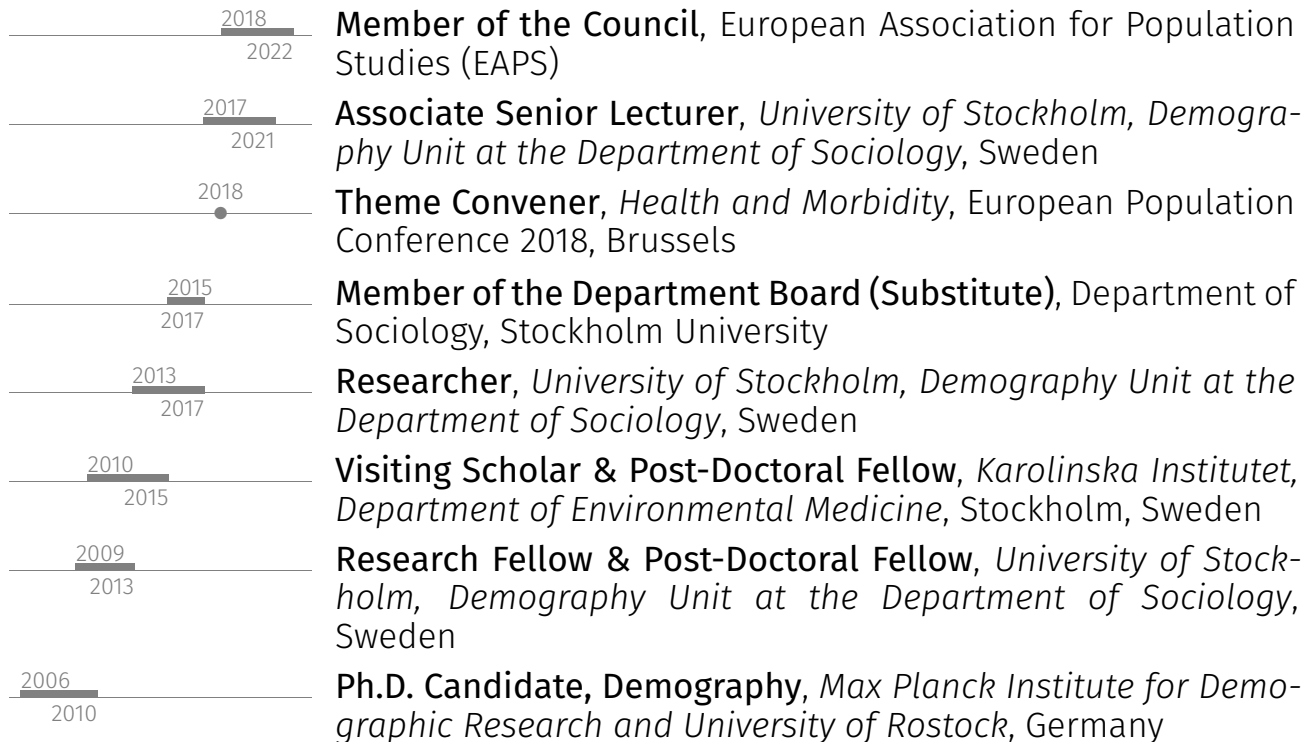 2018
2022
Member of the Council, European Association for Population
Studies (EAPS)
2017
2021
Associate Senior Lecturer, University of Stockholm, Demogra-
phy Unit at the Department of Sociology, Sweden
2018
Theme Convener, Health and Morbidity, European Population
Conference 2018, Brussels
2015
2017
Member of the Department Board (Substitute), Department of
Sociology, Stockholm University
2013
2017
Researcher, University of Stockholm, Demography Unit at the
Department of Sociology, Sweden
2010
2015
Visiting Scholar & Post-Doctoral Fellow, Karolinska Institutet,
Department of Environmental Medicine, Stockholm, Sweden
2009
2013
Research Fellow & Post-Doctoral Fellow, University of Stock-
holm, Demography Unit at the Department of Sociology,
Sweden
2006
2010
Ph.D. Candidate, Demography, Max Planck Institute for Demo-
graphic Research and University of Rostock, Germany